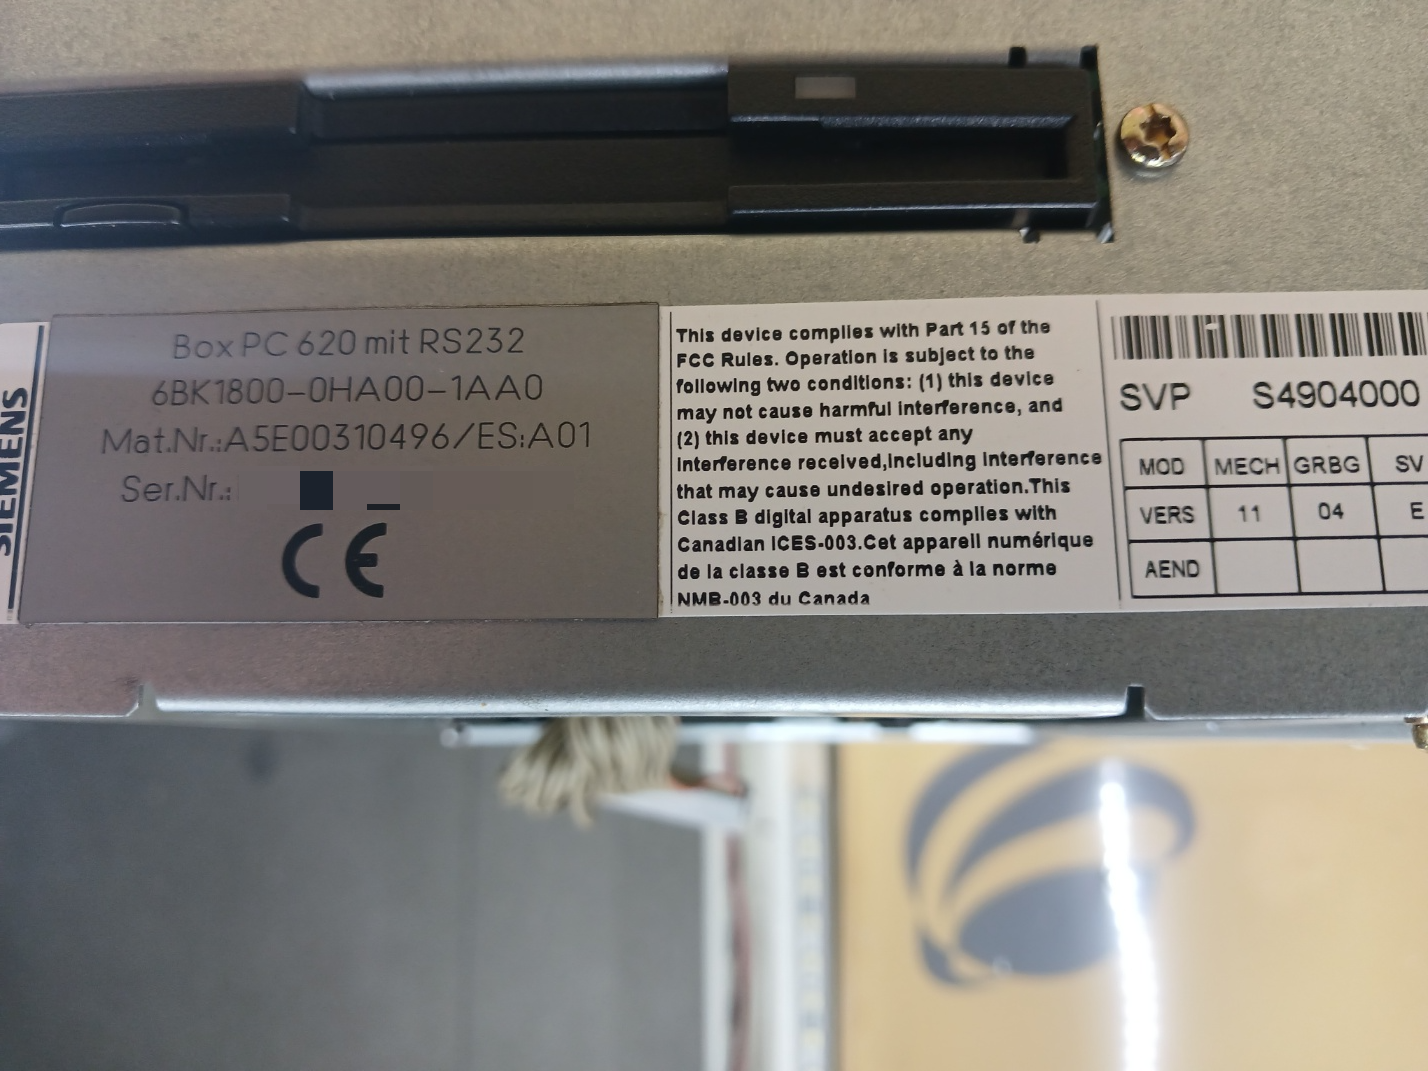 SIEMENS
Box PC 620 mit RS232
6BK1800-0HA00-1AA0
Mat.Nr.:A5E00310496/ES:A01
Ser.Nr.:
CE
This device complies with Part 15 of the
FCC Rules. Operation is subject to the
following two conditions: (1) this device
may not cause harmful interference, and
(2) this device must accept any
interference received,including interference
that may cause undesired operation.This
Class B digital apparatus complies with
Canadian ICES-003.Cet appareil numérique
de la classe B est conforme à la norme
NMB-003 du Canada
SVP S4904000
MOD MECH GRBG SV
VERS 11 04 E
AEND